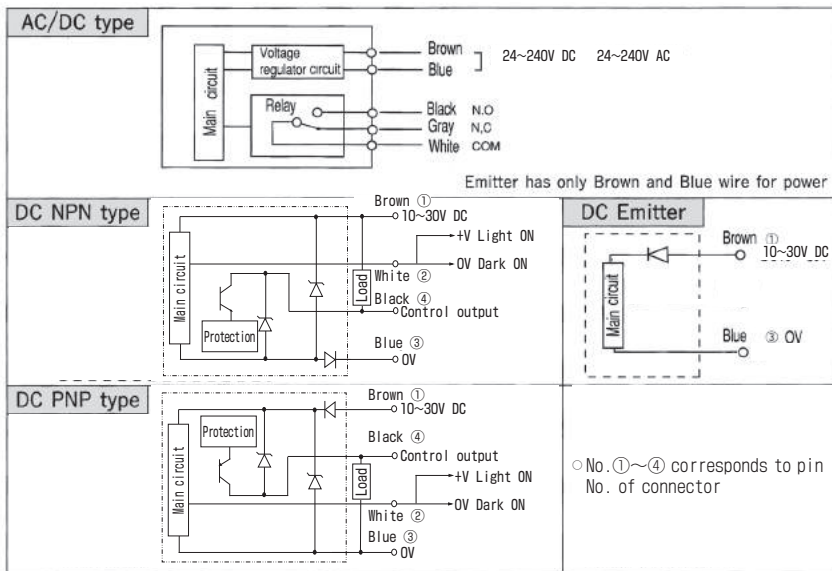 AC/DC type
Main circuit
Voltage
regulator circuit
Relay
Brown
Blue
24~240V DC 24~240V AC
Black N.O
Gray N,C
White COM
Emitter has only Brown and Blue wire for power
DC NPN type
Main circuit
Protection
Load
Brown ①
10~30V DC
+V Light ON
0V Dark ON
White ②
Black ④
Control output
Blue ③
0V
DC Emitter
Main circuit
Brown ①
10~30V DC
Blue ③ 0V
DC PNP type
Main circuit
Protection
Load
Brown ①
10~30V DC
Black ④
Control output
+V Light ON
0V Dark ON
White ②
Blue ③
0V
○ No.①~④ corresponds to pin
No. of connector